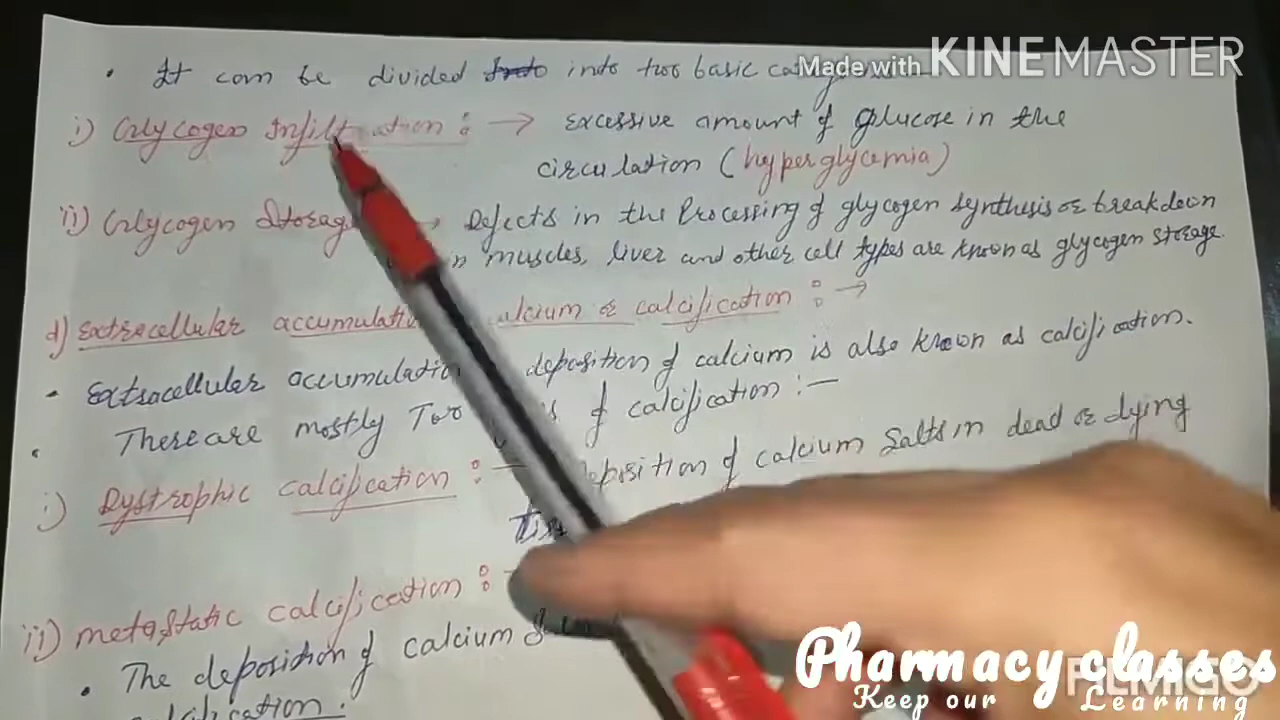 Made with KINEMASTER
• It can be divided into two basic
i) Glycogen Infiltration : → Excessive amount of glucose in the
circulation (hyperglycemia)
ii) Glycogen Storage → Defects in the Processing of glycogen synthesis or breakdown
in muscles, liver and other cell types are known as glycogen storage.
d) Extracellular accumulation calcium or calcification : →
• Extracellular accumulation deposition of calcium is also known as calcification.
• There are mostly Two of calcification :-
i) Dystrophic calcification :- deposition of calcium salts in dead or dying
ii) metastatic calcification :
• The deposition of calcium
calcification.
Pharmacy classes
Keep our Learning
FILMIGO